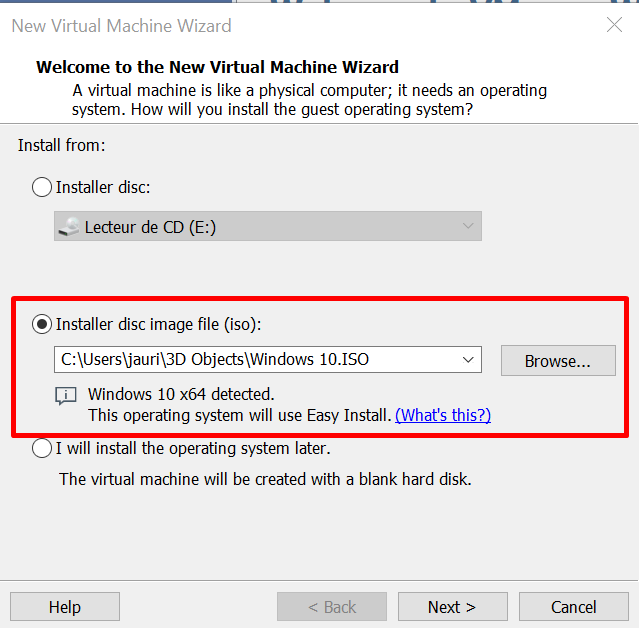 New Virtual Machine Wizard
Welcome to the New Virtual Machine Wizard
A virtual machine is like a physical computer; it needs an operating
system. How will you install the guest operating system?
Install from:
Installer disc:
Lecteur de CD (E:)
Installer disc image file (iso):
C:\Users\jauri\3D Objects\Windows 10.ISO
Browse...
Windows 10 x64 detected.
This operating system will use Easy Install. (What's this?)
I will install the operating system later.
The virtual machine will be created with a blank hard disk.
Help
< Back
Next >
Cancel